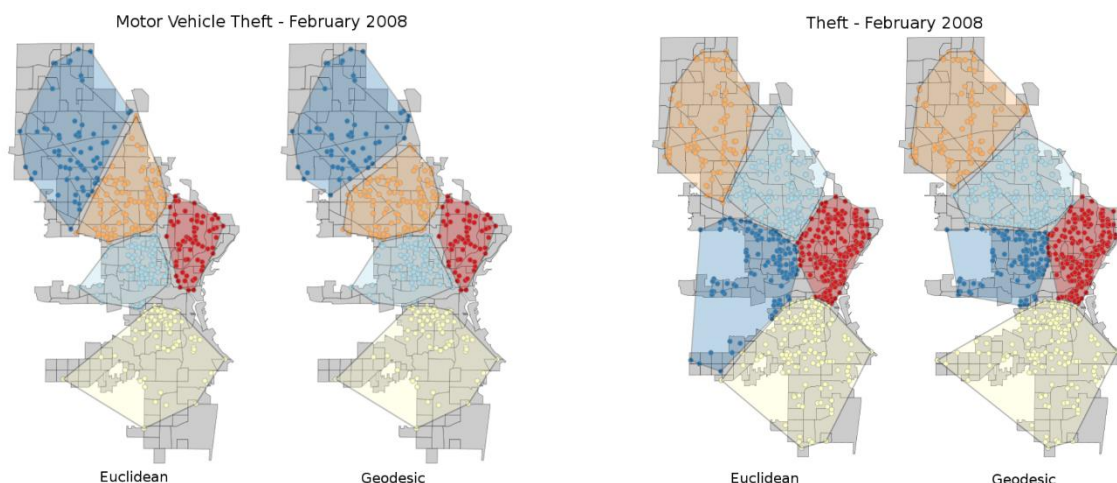 Motor Vehicle Theft - February 2008
Theft - February 2008
Euclidean
Geodesic
Euclidean
Geodesic